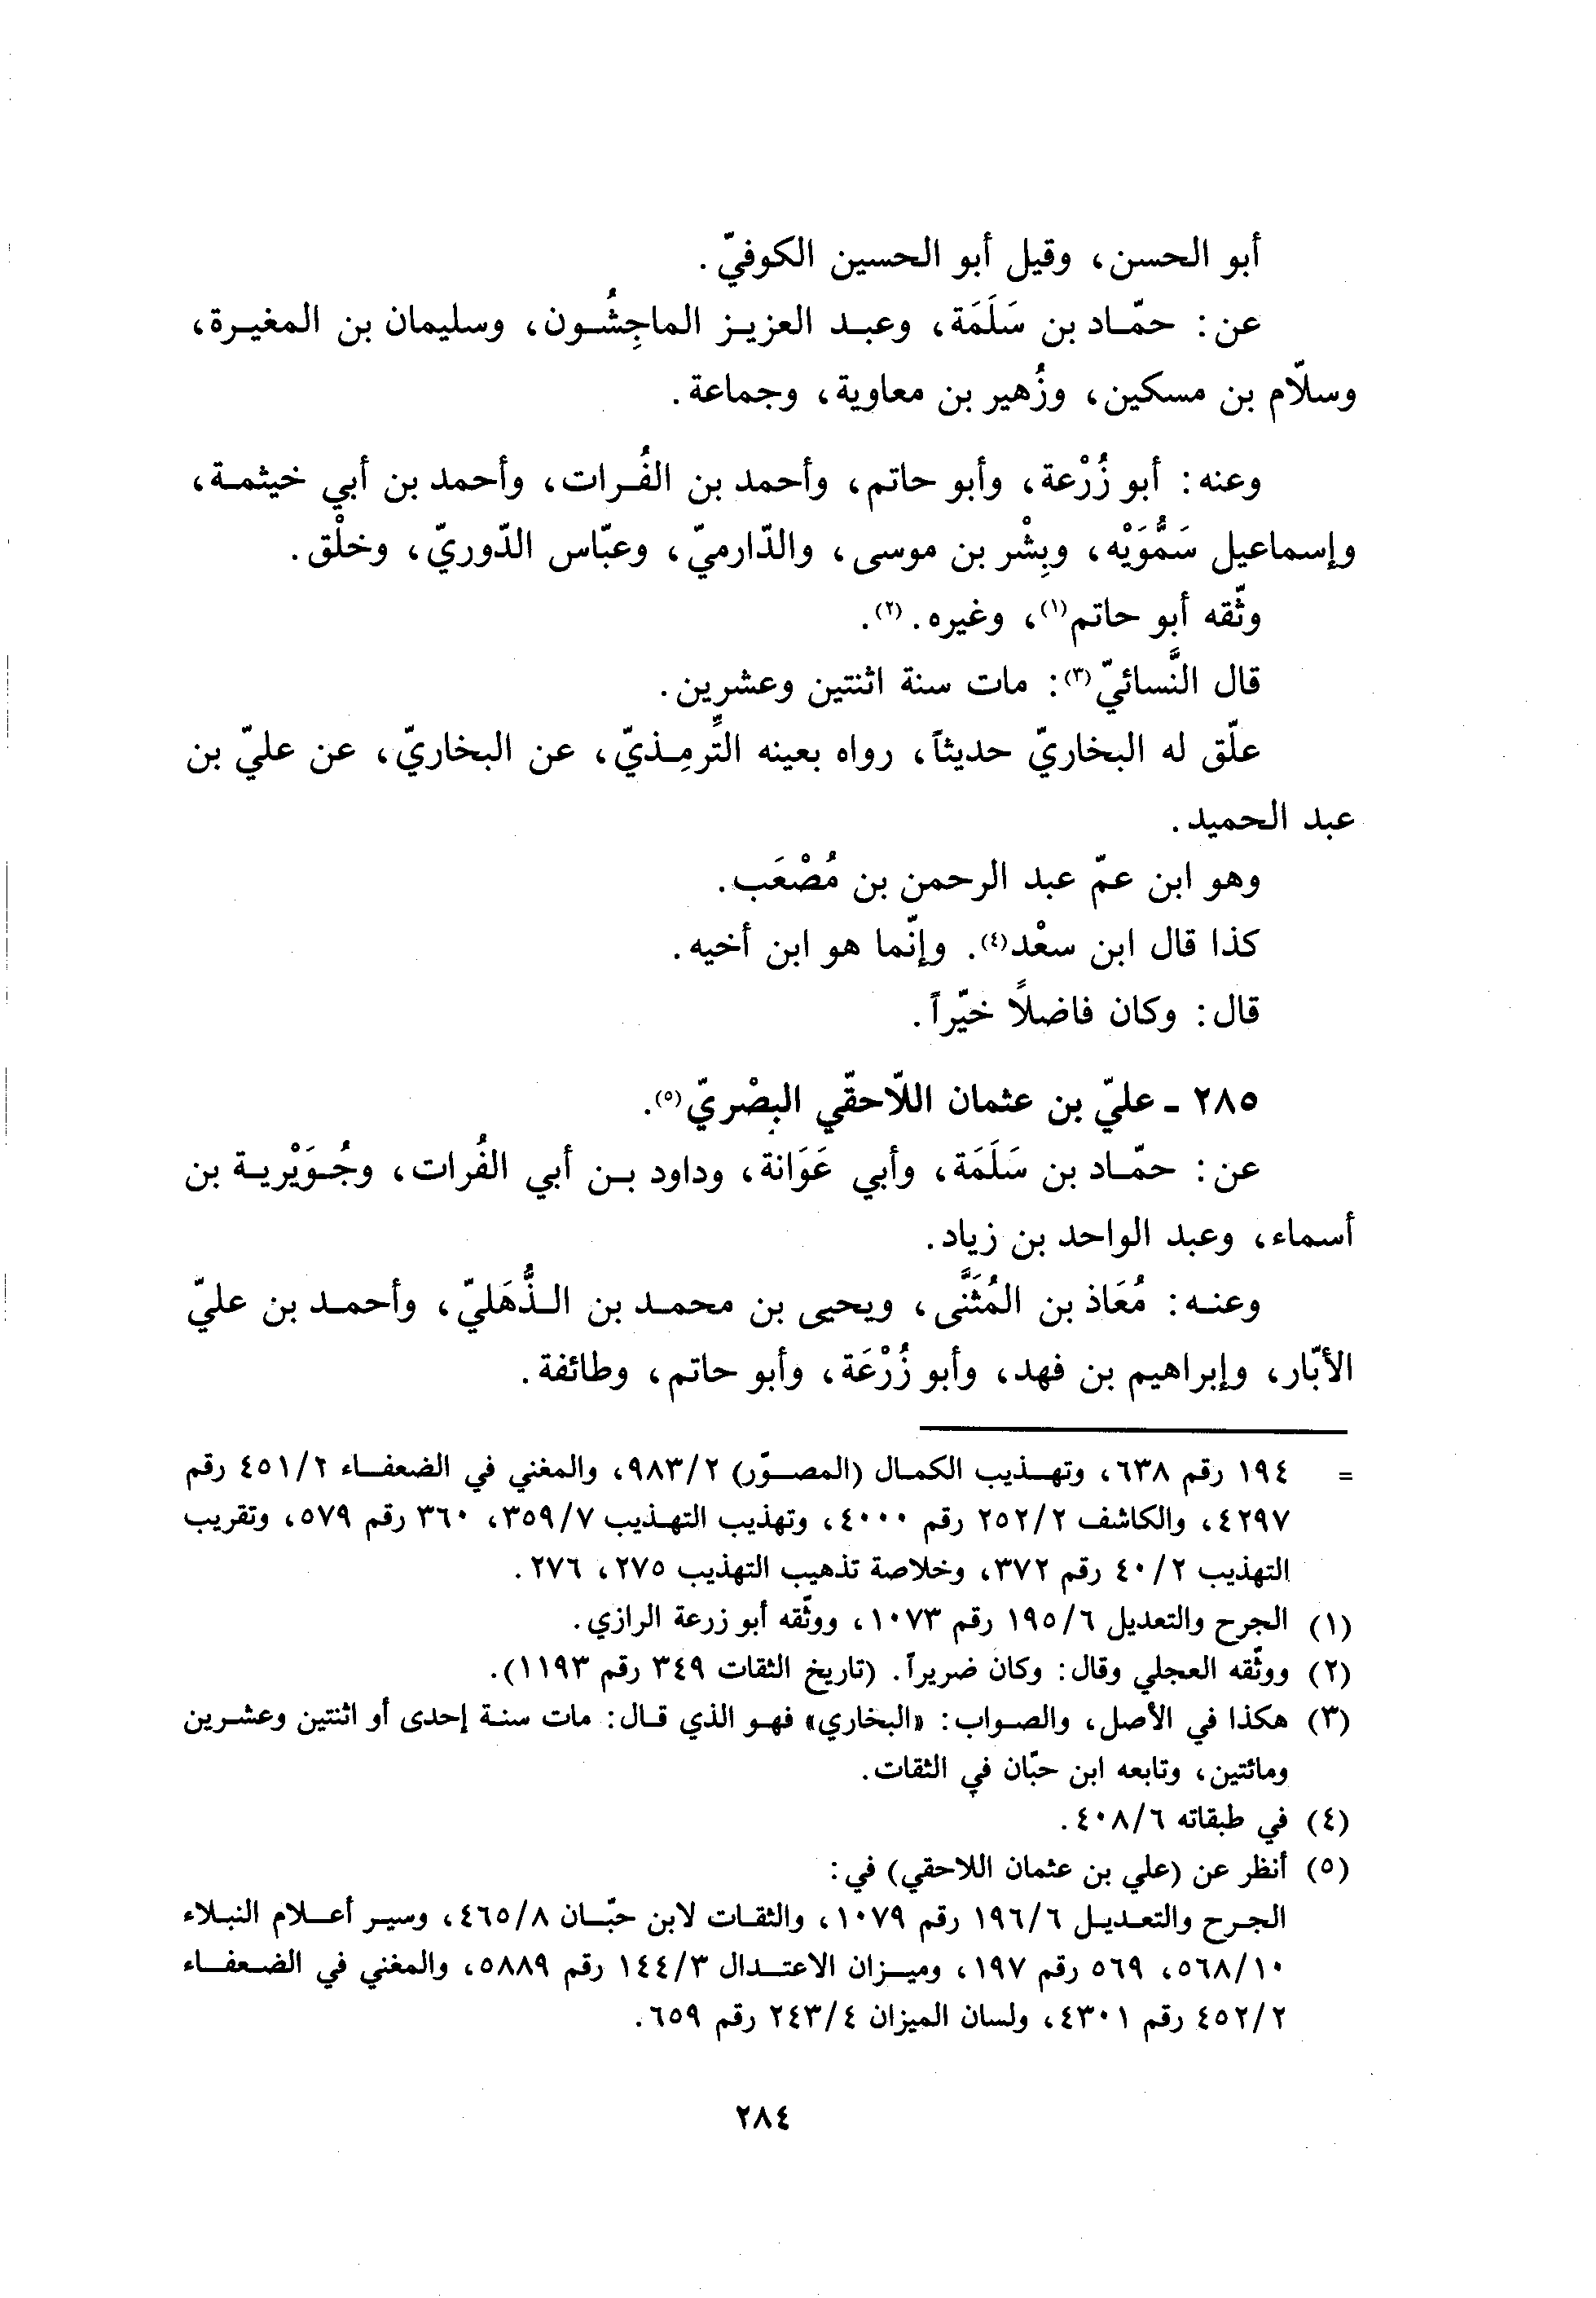 أبو الحسن، وقيل أبو الحسين الكوفيّ.
عن: حمّاد بن سَلَمَة، وعبد العزيز الماجِشُون، وسليمان بن المغيرة،
وسلّام بن مسكين، وزُهير بن معاوية، وجماعة.
وعنه: أبو زُرْعة، وأبو حاتم، وأحمد بن الفُرات، وأحمد بن أبي خيثمة،
وإسماعيل سَمُّوَيْه، وبِشْر بن موسى، والدّارميّ، وعبّاس الدّوريّ، وخلْق.
وثّقه أبو حاتم(١)، وغيره.(٢).
قال النَّسائيّ(٣): مات سنة اثنتين وعشرين.
علّق له البخاريّ حديثاً، رواه بعينه التِّرمِذيّ، عن البخاريّ، عن عليّ بن
عبد الحميد.
وهو ابن عمّ عبد الرحمن بن مُصْعَب.
كذا قال ابن سعْد(٤). وإنّما هو ابن أخيه.
قال: وكان فاضلًا خيّراً.
٢٨٥ - عليّ بن عثمان اللّاحقّي البصْريّ(٥).
عن: حمّاد بن سَلَمَة، وأبي عَوَانَة، وداود بن أبي الفُرات، وجُوَيْرية بن
أسماء، وعبد الواحد بن زياد.
وعنه: مُعَاذ بن المُثَنَّى، ويحيى بن محمد بن الذُّهَليّ، وأحمد بن عليّ
الأبّار، وإبراهيم بن فهد، وأبو زُرْعَة، وأبو حاتم، وطائفة.
= ١٩٤ رقم ٦٣٨، وتهذيب الكمال (المصوّر) ٩٨٣/٢، والمغني في الضعفاء ٤٥١/٢ رقم
٤٢٩٧، والكاشف ٢٥٢/٢ رقم ٤٠٠٠، وتهذيب التهذيب ٣٥٩/٧، ٣٦٠ رقم ٥٧٩، وتقريب
التهذيب ٤٠/٢ رقم ٣٧٢، وخلاصة تذهيب التهذيب ٢٧٥، ٢٧٦.
(١) الجرح والتعديل ١٩٥/٦ رقم ١٠٧٣، ووثّقه أبو زرعة الرازي.
(٢) ووثّقه العجلي وقال: وكان ضريراً. (تاريخ الثقات ٣٤٩ رقم ١١٩٣).
(٣) هكذا في الأصل، والصواب: «البخاري» فهو الذي قال: مات سنة إحدى أو اثنتين وعشرين
ومائتين، وتابعه ابن حبّان في الثقات.
(٤) في طبقاته ٤٠٨/٦.
(٥) أنظر عن (علي بن عثمان اللاحقي) في:
الجرح والتعديل ١٩٦/٦ رقم ١٠٧٩، والثقات لابن حبّان ٤٦٥/٨، وسير أعلام النبلاء
٥٦٨/١٠، ٥٦٩ رقم ١٩٧، وميزان الاعتدال ١٤٤/٣ رقم ٥٨٨٩، والمغني في الضعفاء
٤٥٢/٢ رقم ٤٣٠١، ولسان الميزان ٢٤٣/٤ رقم ٦٥٩.
٢٨٤